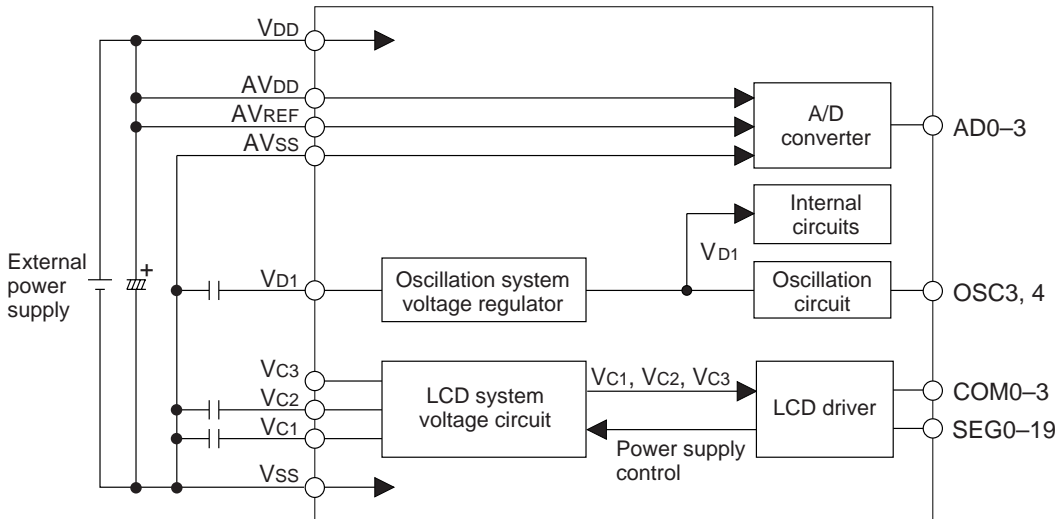 VDD
AVDD
AVREF
AVSS
A/D
converter
AD0–3
Internal
circuits
VD1
External
power
supply
+
VD1
Oscillation system
voltage regulator
Oscillation
circuit
OSC3, 4
VC3
VC2
VC1
LCD system
voltage circuit
VC1, VC2, VC3
Power supply
control
LCD driver
COM0–3
SEG0–19
VSS